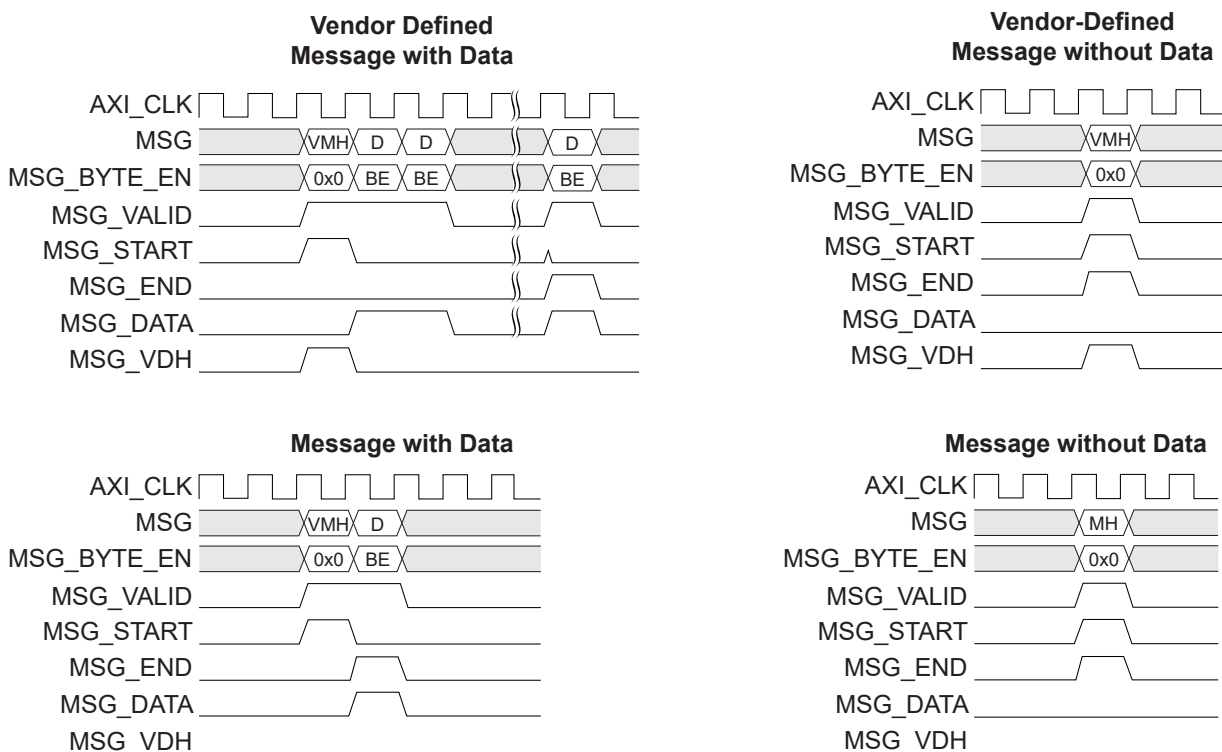 Vendor Defined
Message with Data
AXI_CLK
MSG VMH D D D
MSG_BYTE_EN 0x0 BE BE BE
MSG_VALID
MSG_START
MSG_END
MSG_DATA
MSG_VDH
Vendor-Defined
Message without Data
AXI_CLK
MSG VMH
MSG_BYTE_EN 0x0
MSG_VALID
MSG_START
MSG_END
MSG_DATA
MSG_VDH
Message with Data
AXI_CLK
MSG VMH D
MSG_BYTE_EN 0x0 BE
MSG_VALID
MSG_START
MSG_END
MSG_DATA
MSG_VDH
Message without Data
AXI_CLK
MSG MH
MSG_BYTE_EN 0x0
MSG_VALID
MSG_START
MSG_END
MSG_DATA
MSG_VDH